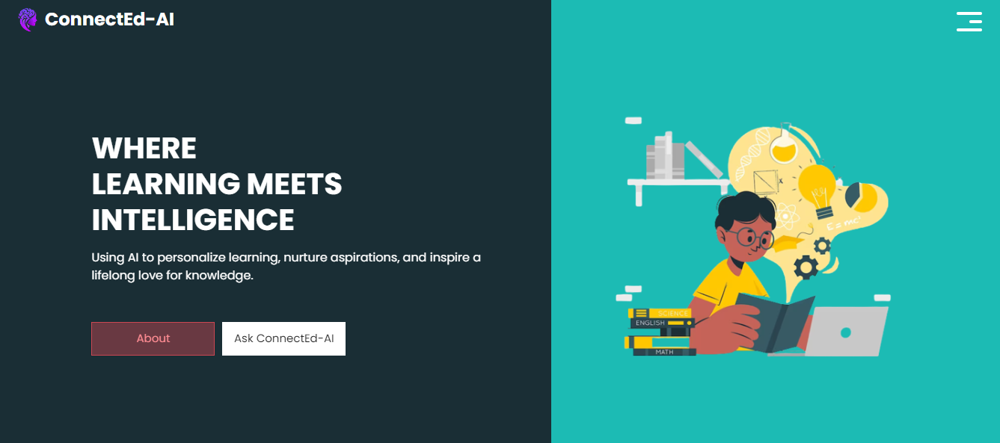 ConnectEd-AI
WHERE
LEARNING MEETS
INTELLIGENCE
Using AI to personalize learning, nurture aspirations, and inspire a
lifelong love for knowledge.
About
Ask ConnectEd-AI
X
E = mc²
SCIENCE
ENGLISH
MATH